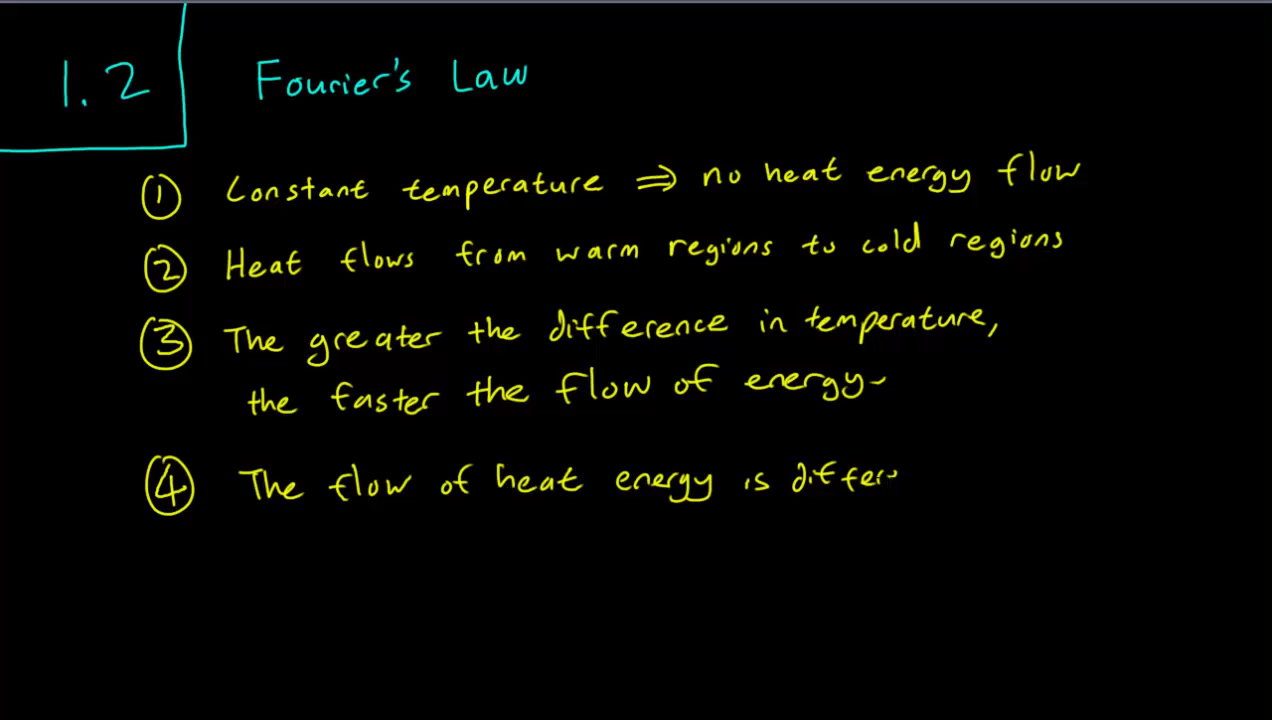 1.2 Fourier's Law
① Constant temperature ⇒ no heat energy flow
② Heat flows from warm regions to cold regions
③ The greater the difference in temperature,
the faster the flow of energy
④ The flow of heat energy is differ